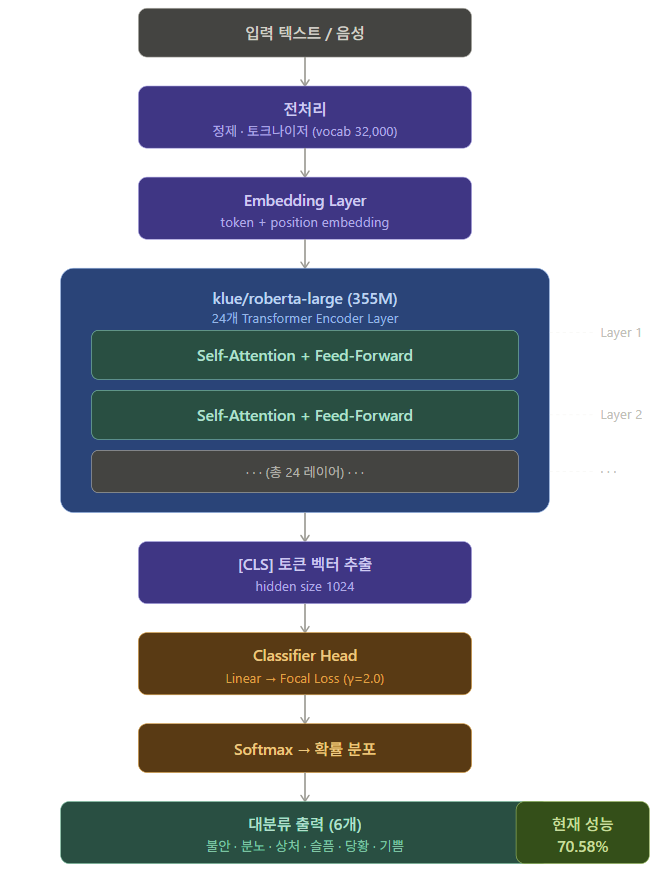 입력 텍스트 / 음성
전처리
정제 · 토크나이저 (vocab 32,000)
Embedding Layer
token + position embedding
klue/roberta-large (355M)
24개 Transformer Encoder Layer
Self-Attention + Feed-Forward
Layer 1
Self-Attention + Feed-Forward
Layer 2
· · · (총 24 레이어) · · ·
· · ·
[CLS] 토큰 벡터 추출
hidden size 1024
Classifier Head
Linear → Focal Loss (γ=2.0)
Softmax → 확률 분포
대분류 출력 (6개)
불안 · 분노 · 상처 · 슬픔 · 당황 · 기쁨
현재 성능
70.58%